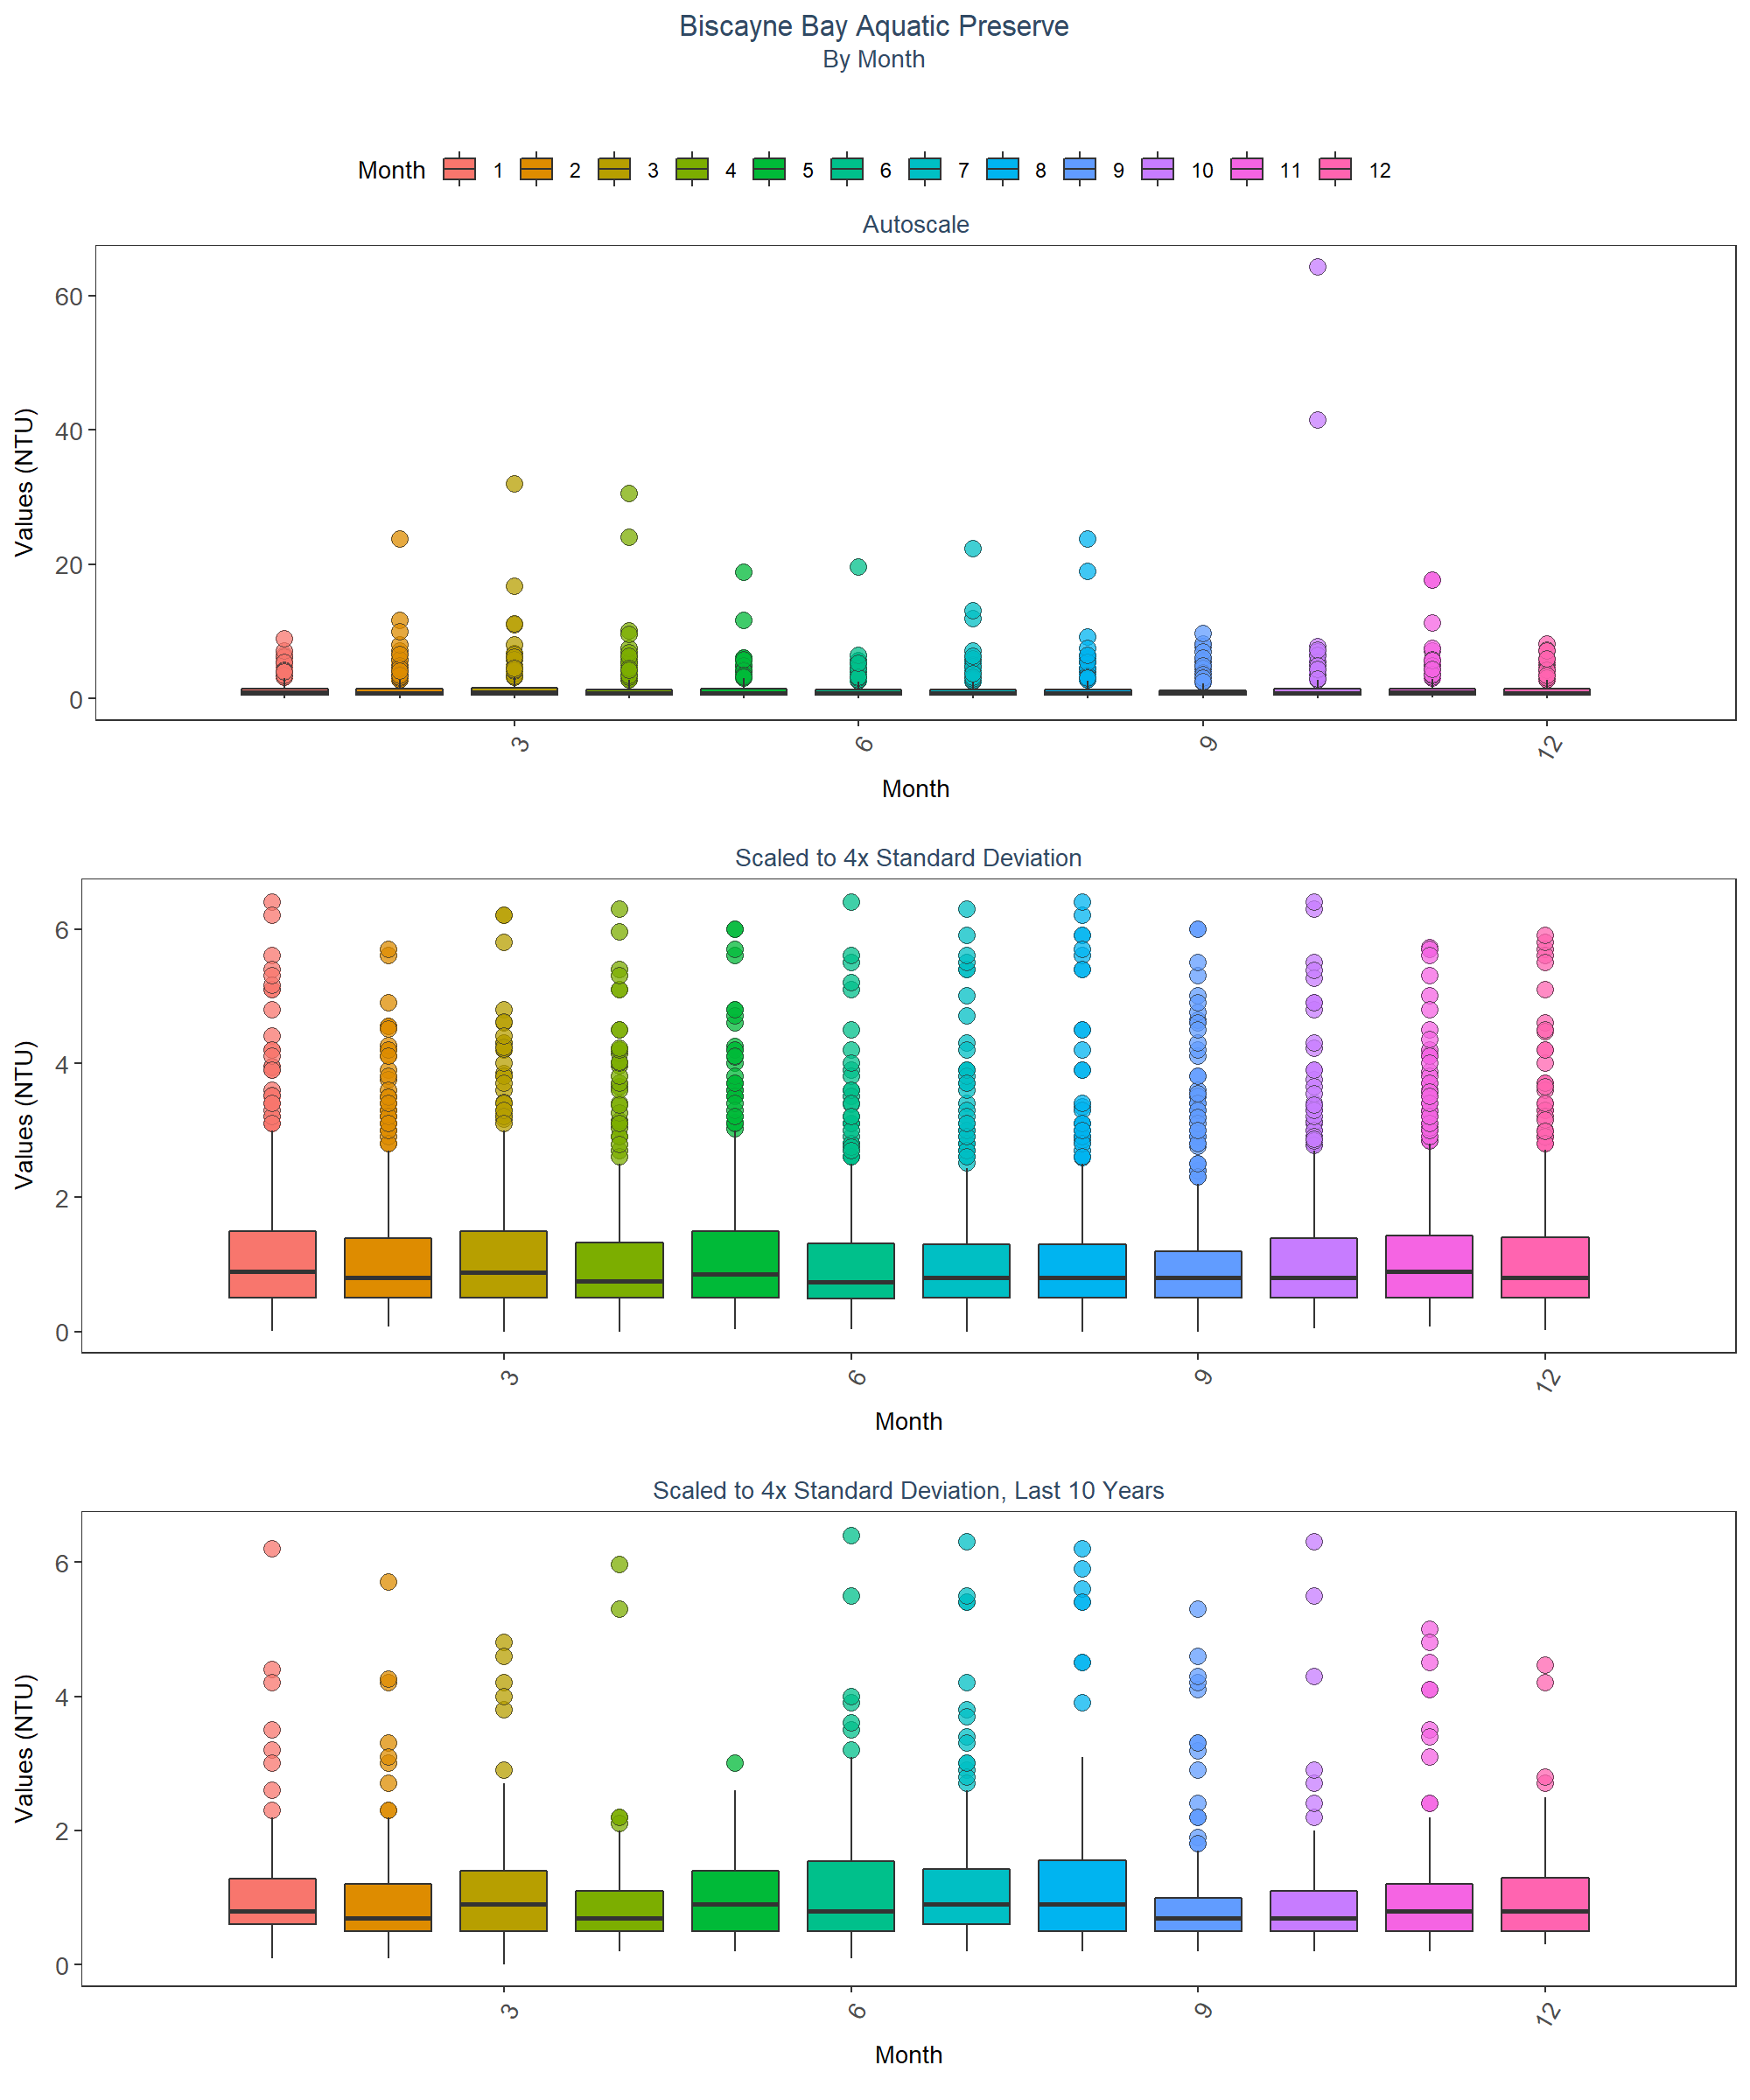 Biscayne Bay Aquatic Preserve
By Month
Month 1 2 3 4 5 6 7 8 9 10 11 12
Autoscale
Values (NTU)
60
40
20
0
3 6 9 12
Month
Scaled to 4x Standard Deviation
Values (NTU)
6
4
2
0
3 6 9 12
Month
Scaled to 4x Standard Deviation, Last 10 Years
Values (NTU)
6
4
2
0
3 6 9 12
Month